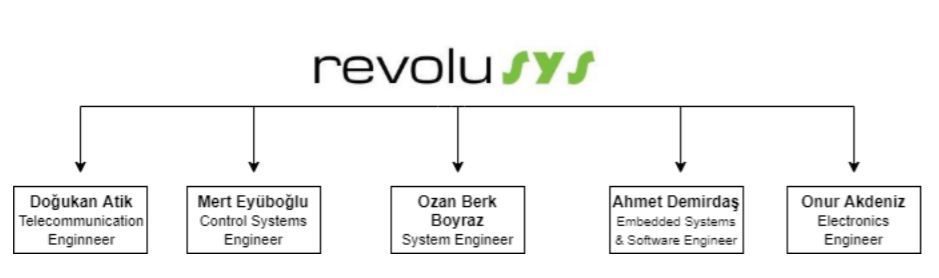 revolusys
Doğukan Atik
Telecommunication
Enginneer
Mert Eyüboğlu
Control Systems
Engineer
Ozan Berk
Boyraz
System Engineer
Ahmet Demirdaş
Embedded Systems
& Software Engineer
Onur Akdeniz
Electronics
Engineer